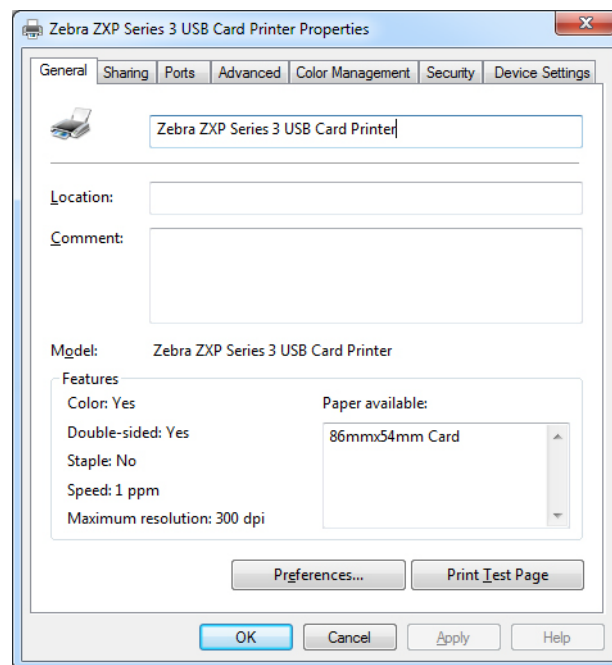 Zebra ZXP Series 3 USB Card Printer Properties
General Sharing Ports Advanced Color Management Security Device Settings
Zebra ZXP Series 3 USB Card Printer
Location:
Comment:
Model: Zebra ZXP Series 3 USB Card Printer
Features
Color: Yes Paper available:
Double-sided: Yes 86mmx54mm Card
Staple: No
Speed: 1 ppm
Maximum resolution: 300 dpi
Preferences... Print Test Page
OK Cancel Apply Help